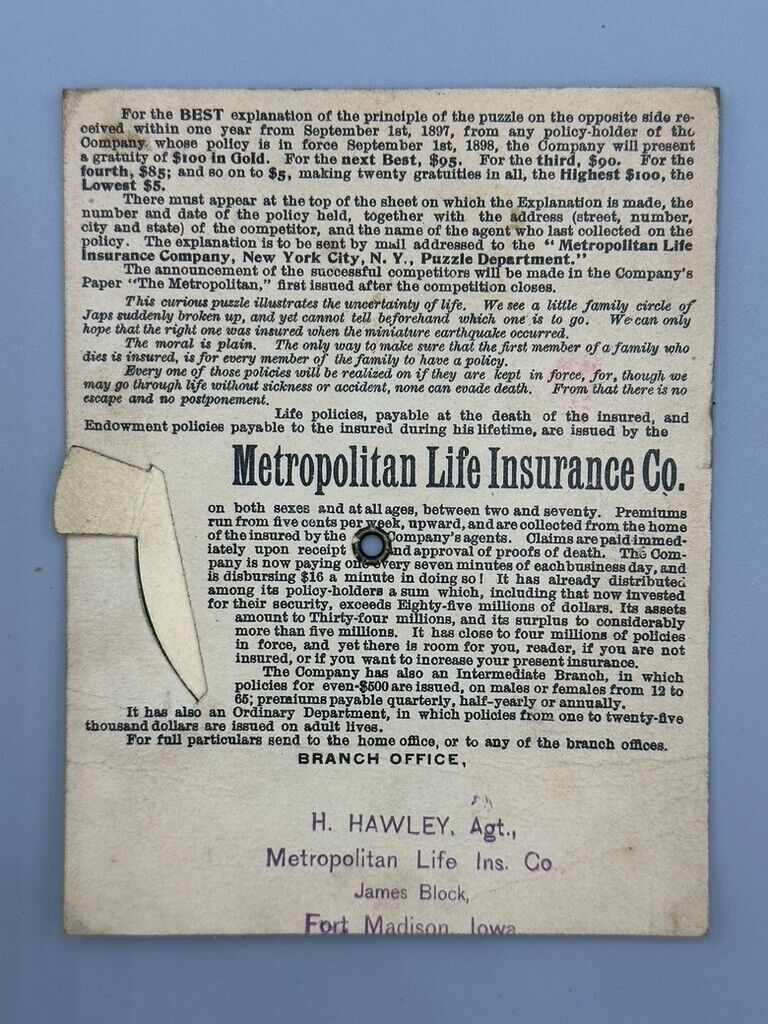 For the BEST explanation of the principle of the puzzle on the opposite side re-
ceived within one year from September 1st, 1897, from any policy-holder of the
Company whose policy is in force September 1st, 1898, the Company will present
a gratuity of $100 in Gold. For the next Best, $95. For the third, $90. For the
fourth, $85; and so on to $5, making twenty gratuities in all, the Highest $100, the
Lowest $5.
There must appear at the top of the sheet on which the Explanation is made, the
number and date of the policy held, together with the address (street, number,
city and state) of the competitor, and the name of the agent who last collected on the
policy. The explanation is to be sent by mail addressed to the "Metropolitan Life
Insurance Company, New York City, N. Y., Puzzle Department."
The announcement of the successful competitors will be made in the Company's
Paper "The Metropolitan," first issued after the competition closes.
This curious puzzle illustrates the uncertainty of life. We see a little family circle of
Japs suddenly broken up, and yet cannot tell beforehand which one is to go. We can only
hope that the right one was insured when the miniature earthquake occurred.
The moral is plain. The only way to make sure that the first member of a family who
dies is insured, is for every member of the family to have a policy.
Every one of those policies will be realized on if they are kept in force, for, though we
may go through life without sickness or accident, none can evade death. From that there is no
escape and no postponement.
Life policies, payable at the death of the insured, and
Endowment policies payable to the insured during his lifetime, are issued by the
Metropolitan Life Insurance Co.
on both sexes and at all ages, between two and seventy. Premiums
run from five cents per week, upward, and are collected from the home
of the insured by the Company's agents. Claims are paid immed-
iately upon receipt and approval of proofs of death. The Com-
pany is now paying one every seven minutes of each business day, and
is disbursing $16 a minute in doing so! It has already distributed
among its policy-holders a sum which, including that now invested
for their security, exceeds Eighty-five millions of dollars. Its assets
amount to Thirty-four millions, and its surplus to considerably
more than five millions. It has close to four millions of policies
in force, and yet there is room for you, reader, if you are not
insured, or if you want to increase your present insurance.
The Company has also an Intermediate Branch, in which
policies for even-$500 are issued, on males or females from 12 to
65; premiums payable quarterly, half-yearly or annually.
It has also an Ordinary Department, in which policies from one to twenty-five
thousand dollars are issued on adult lives.
For full particulars send to the home office, or to any of the branch offices.
BRANCH OFFICE,
H. HAWLEY, Agt.,
Metropolitan Life Ins. Co
James Block,
Fort Madison, Iowa